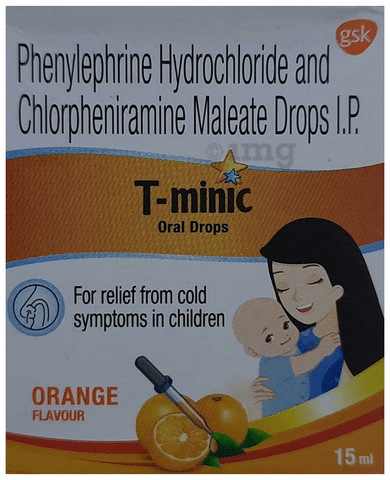 gsk
Phenylephrine Hydrochloride and
Chlorpheniramine Maleate Drops I.P.
1mg
T-minic
Oral Drops
For relief from cold
symptoms in children
ORANGE
FLAVOUR
15 ml